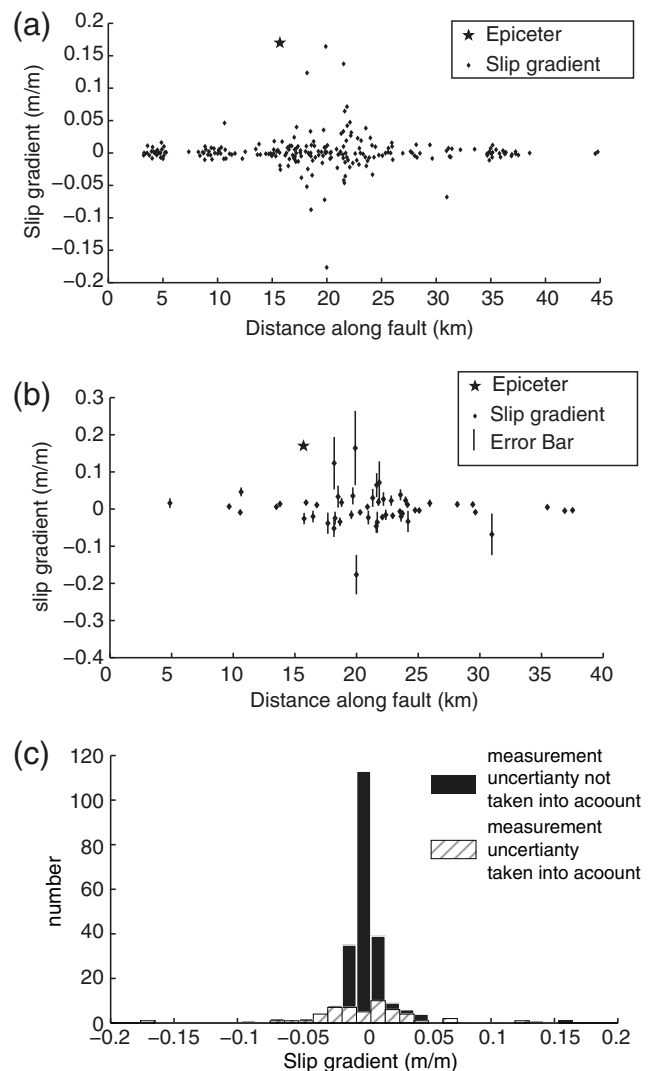 (a)
0.2
0.15
0.1
0.05
0
−0.05
−0.1
−0.15
−0.2
Slip gradient (m/m)
Epiceter
Slip gradient
0 5 10 15 20 25 30 35 40 45
Distance along fault (km)
(b)
0.3
0.2
0.1
0
−0.1
−0.2
−0.3
−0.4
slip gradient (m/m)
Epiceter
Slip gradient
Error Bar
0 5 10 15 20 25 30 35 40
Distance along fault (km)
(c)
120
100
80
60
40
20
0
number
measurement
uncertianty not
taken into acoount
measurement
uncertianty
taken into acoount
−0.2 −0.1 −0.05 0 0.05 0.1 0.2
Slip gradient (m/m)